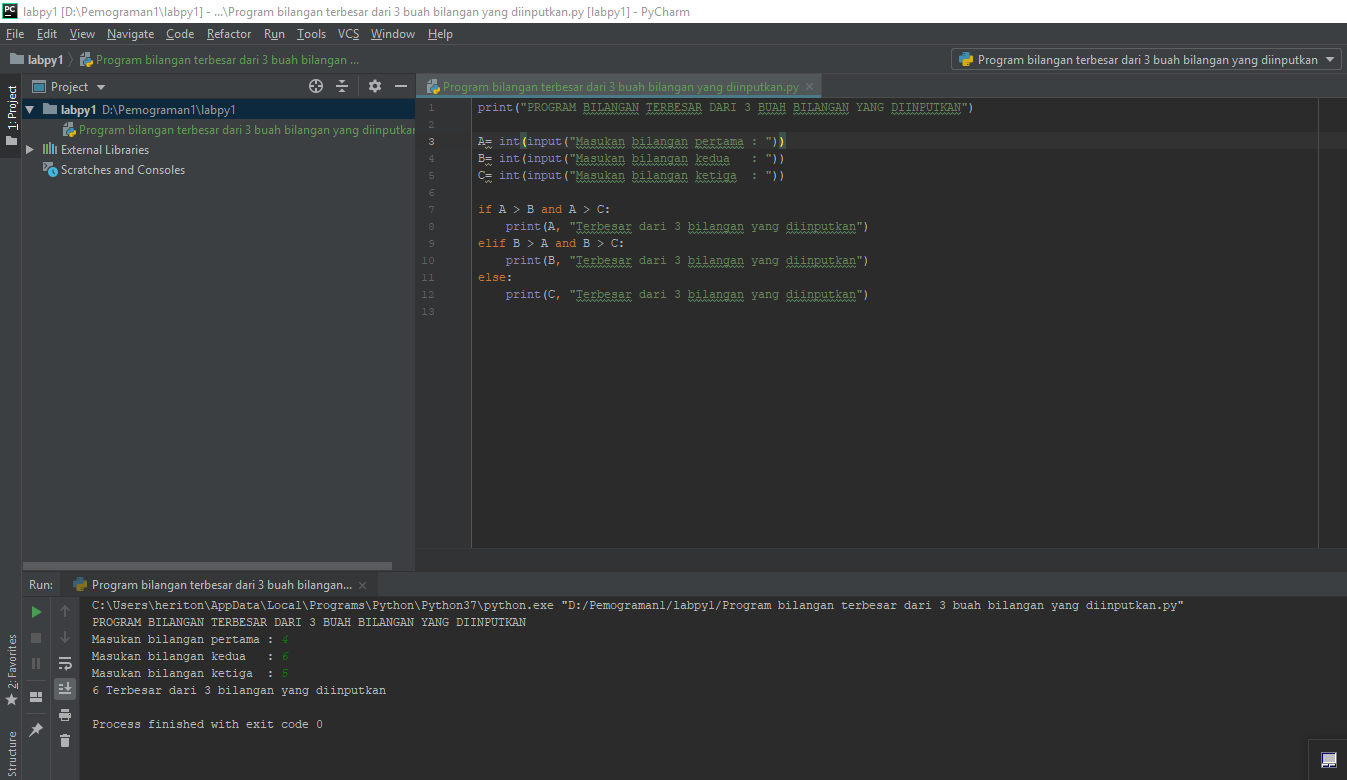 labpy1 [D:\Pemograman1\labpy1] - ...\Program bilangan terbesar dari 3 buah bilangan yang diinputkan.py [labpy1] - PyCharm
File Edit View Navigate Code Refactor Run Tools VCS Window Help
labpy1 Program bilangan terbesar dari 3 buah bilangan ...
Program bilangan terbesar dari 3 buah bilangan yang diinputkan
1: Project
Project
labpy1 D:\Pemograman1\labpy1
Program bilangan terbesar dari 3 buah bilangan yang diinputkan
External Libraries
Scratches and Consoles
Program bilangan terbesar dari 3 buah bilangan yang diinputkan.py
1 print("PROGRAM BILANGAN TERBESAR DARI 3 BUAH BILANGAN YANG DIINPUTKAN")
2
3 A= int(input("Masukan bilangan pertama : "))
4 B= int(input("Masukan bilangan kedua   : "))
5 C= int(input("Masukan bilangan ketiga  : "))
6
7 if A > B and A > C:
8     print(A, "Terbesar dari 3 bilangan yang diinputkan")
9 elif B > A and B > C:
10     print(B, "Terbesar dari 3 bilangan yang diinputkan")
11 else:
12     print(C, "Terbesar dari 3 bilangan yang diinputkan")
13
Run: Program bilangan terbesar dari 3 buah bilangan...
C:\Users\heriton\AppData\Local\Programs\Python\Python37\python.exe "D:/Pemograman1/labpy1/Program bilangan terbesar dari 3 buah bilangan yang diinputkan.py"
PROGRAM BILANGAN TERBESAR DARI 3 BUAH BILANGAN YANG DIINPUTKAN
Masukan bilangan pertama : 4
Masukan bilangan kedua   : 6
Masukan bilangan ketiga  : 5
6 Terbesar dari 3 bilangan yang diinputkan
Process finished with exit code 0
2: Favorites
Structure